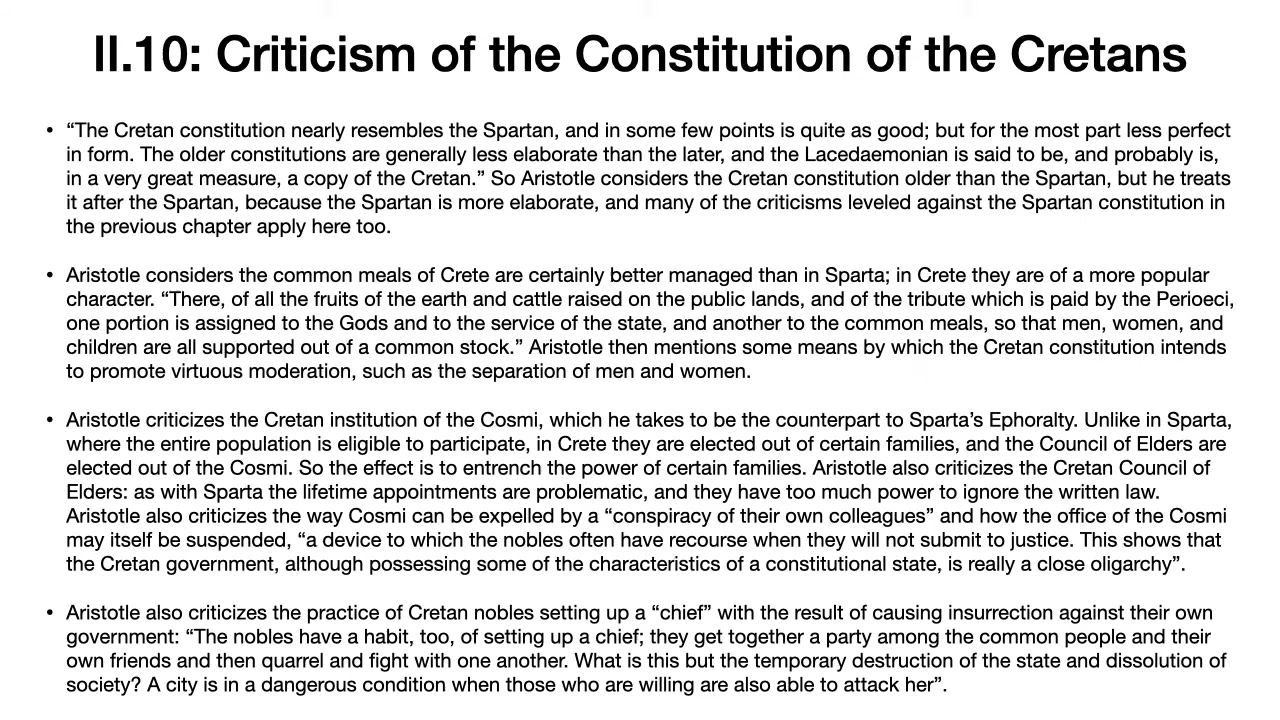 II.10: Criticism of the Constitution of the Cretans
• “The Cretan constitution nearly resembles the Spartan, and in some few points is quite as good; but for the most part less perfect
in form. The older constitutions are generally less elaborate than the later, and the Lacedaemonian is said to be, and probably is,
in a very great measure, a copy of the Cretan.” So Aristotle considers the Cretan constitution older than the Spartan, but he treats
it after the Spartan, because the Spartan is more elaborate, and many of the criticisms leveled against the Spartan constitution in
the previous chapter apply here too.
• Aristotle considers the common meals of Crete are certainly better managed than in Sparta; in Crete they are of a more popular
character. “There, of all the fruits of the earth and cattle raised on the public lands, and of the tribute which is paid by the Perioeci,
one portion is assigned to the Gods and to the service of the state, and another to the common meals, so that men, women, and
children are all supported out of a common stock.” Aristotle then mentions some means by which the Cretan constitution intends
to promote virtuous moderation, such as the separation of men and women.
• Aristotle criticizes the Cretan institution of the Cosmi, which he takes to be the counterpart to Sparta’s Ephoralty. Unlike in Sparta,
where the entire population is eligible to participate, in Crete they are elected out of certain families, and the Council of Elders are
elected out of the Cosmi. So the effect is to entrench the power of certain families. Aristotle also criticizes the Cretan Council of
Elders: as with Sparta the lifetime appointments are problematic, and they have too much power to ignore the written law.
Aristotle also criticizes the way Cosmi can be expelled by a “conspiracy of their own colleagues” and how the office of the Cosmi
may itself be suspended, “a device to which the nobles often have recourse when they will not submit to justice. This shows that
the Cretan government, although possessing some of the characteristics of a constitutional state, is really a close oligarchy”.
• Aristotle also criticizes the practice of Cretan nobles setting up a “chief” with the result of causing insurrection against their own
government: “The nobles have a habit, too, of setting up a chief; they get together a party among the common people and their
own friends and then quarrel and fight with one another. What is this but the temporary destruction of the state and dissolution of
society? A city is in a dangerous condition when those who are willing are also able to attack her”.